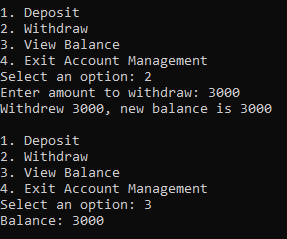 1. Deposit
2. Withdraw
3. View Balance
4. Exit Account Management
Select an option: 2
Enter amount to withdraw: 3000
Withdrew 3000, new balance is 3000
1. Deposit
2. Withdraw
3. View Balance
4. Exit Account Management
Select an option: 3
Balance: 3000